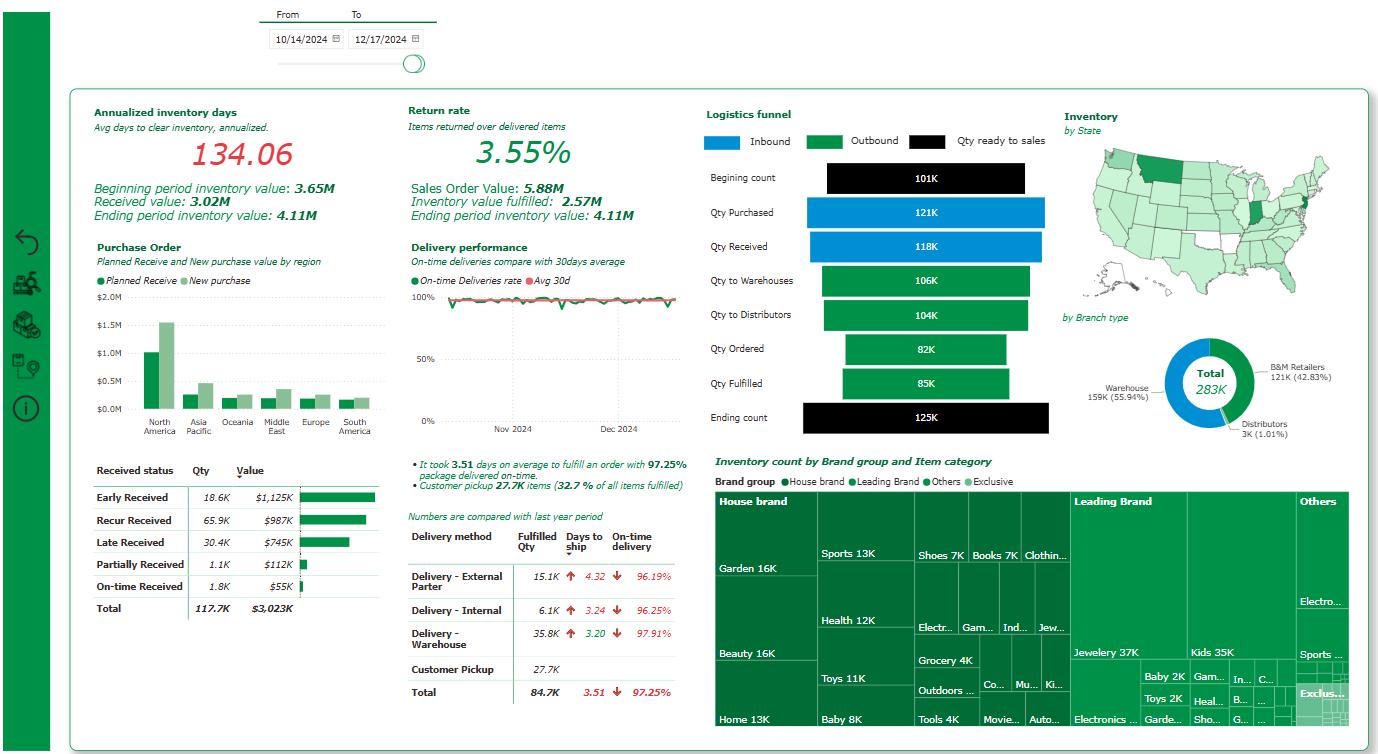 From To
10/14/2024 12/17/2024
Annualized inventory days
Avg days to clear inventory, annualized.
134.06
Beginning period inventory value: 3.65M
Received value: 3.02M
Ending period inventory value: 4.11M
Return rate
Items returned over delivered items
3.55%
Sales Order Value: 5.88M
Inventory value fulfilled: 2.57M
Ending period inventory value: 4.11M
Purchase Order
Planned Receive and New purchase value by region
Planned Receive New purchase
$2.0M
$1.5M
$1.0M
$0.5M
$0.0M
North America
Asia Pacific
Oceania
Middle East
Europe
South America
Delivery performance
On-time deliveries compare with 30days average
On-time Deliveries rate Avg 30d
100%
50%
0%
Nov 2024 Dec 2024
Received status Qty Value
Early Received 18.6K $1,125K
Recur Received 65.9K $987K
Late Received 30.4K $745K
Partially Received 1.1K $112K
On-time Received 1.8K $55K
Total 117.7K $3,023K
• It took 3.51 days on average to fulfill an order with 97.25%
package delivered on-time.
• Customer pickup 27.7K items (32.7 % of all items fulfilled)
Numbers are compared with last year period
Delivery method Fulfilled Qty Days to ship On-time delivery
Delivery - External Parter 15.1K 4.32 96.19%
Delivery - Internal 6.1K 3.24 96.25%
Delivery - Warehouse 35.8K 3.20 97.91%
Customer Pickup 27.7K
Total 84.7K 3.51 97.25%
Logistics funnel
Inbound Outbound Qty ready to sales
Begining count 101K
Qty Purchased 121K
Qty Received 118K
Qty to Warehouses 106K
Qty to Distributors 104K
Qty Ordered 82K
Qty Fulfilled 85K
Ending count 125K
Inventory
by State
by Branch type
Total
283K
B&M Retailers
121K (42.83%)
Warehouse
159K (55.94%)
Distributors
3K (1.01%)
Inventory count by Brand group and Item category
Brand group House brand Leading Brand Others Exclusive
House brand
Garden 16K
Beauty 16K
Home 13K
Sports 13K
Health 12K
Toys 11K
Baby 8K
Shoes 7K
Books 7K
Clothin...
Electr...
Gam...
Ind...
Jew...
Grocery 4K
Outdoors ...
Tools 4K
Co...
Mu...
Ki...
Movie...
Auto...
Leading Brand
Jewelery 37K
Kids 35K
Electronics ...
Baby 2K
Toys 2K
Garde...
Gam...
Heal...
Sho...
In...
C...
B...
...
G...
...
Others
Electro...
Sports ...
Exclus...